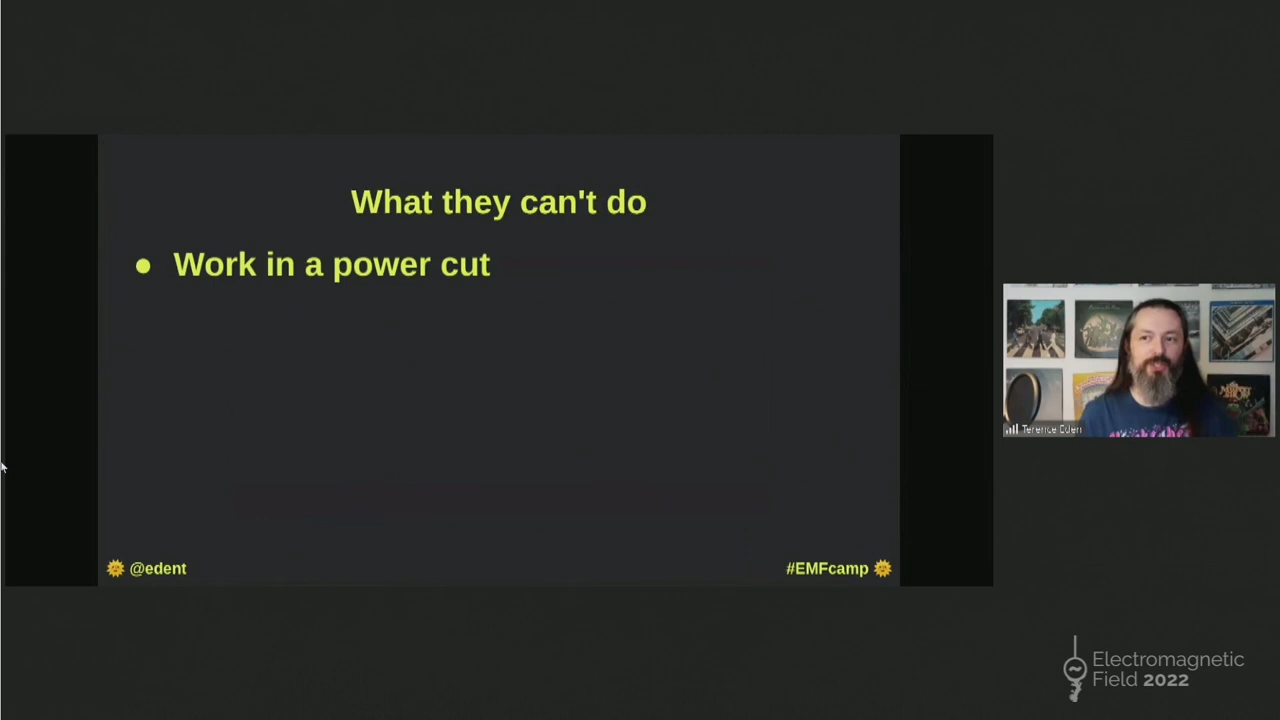 What they can't do
● Work in a power cut
@edent
#EMFcamp
Terence Eden
Electromagnetic
Field 2022